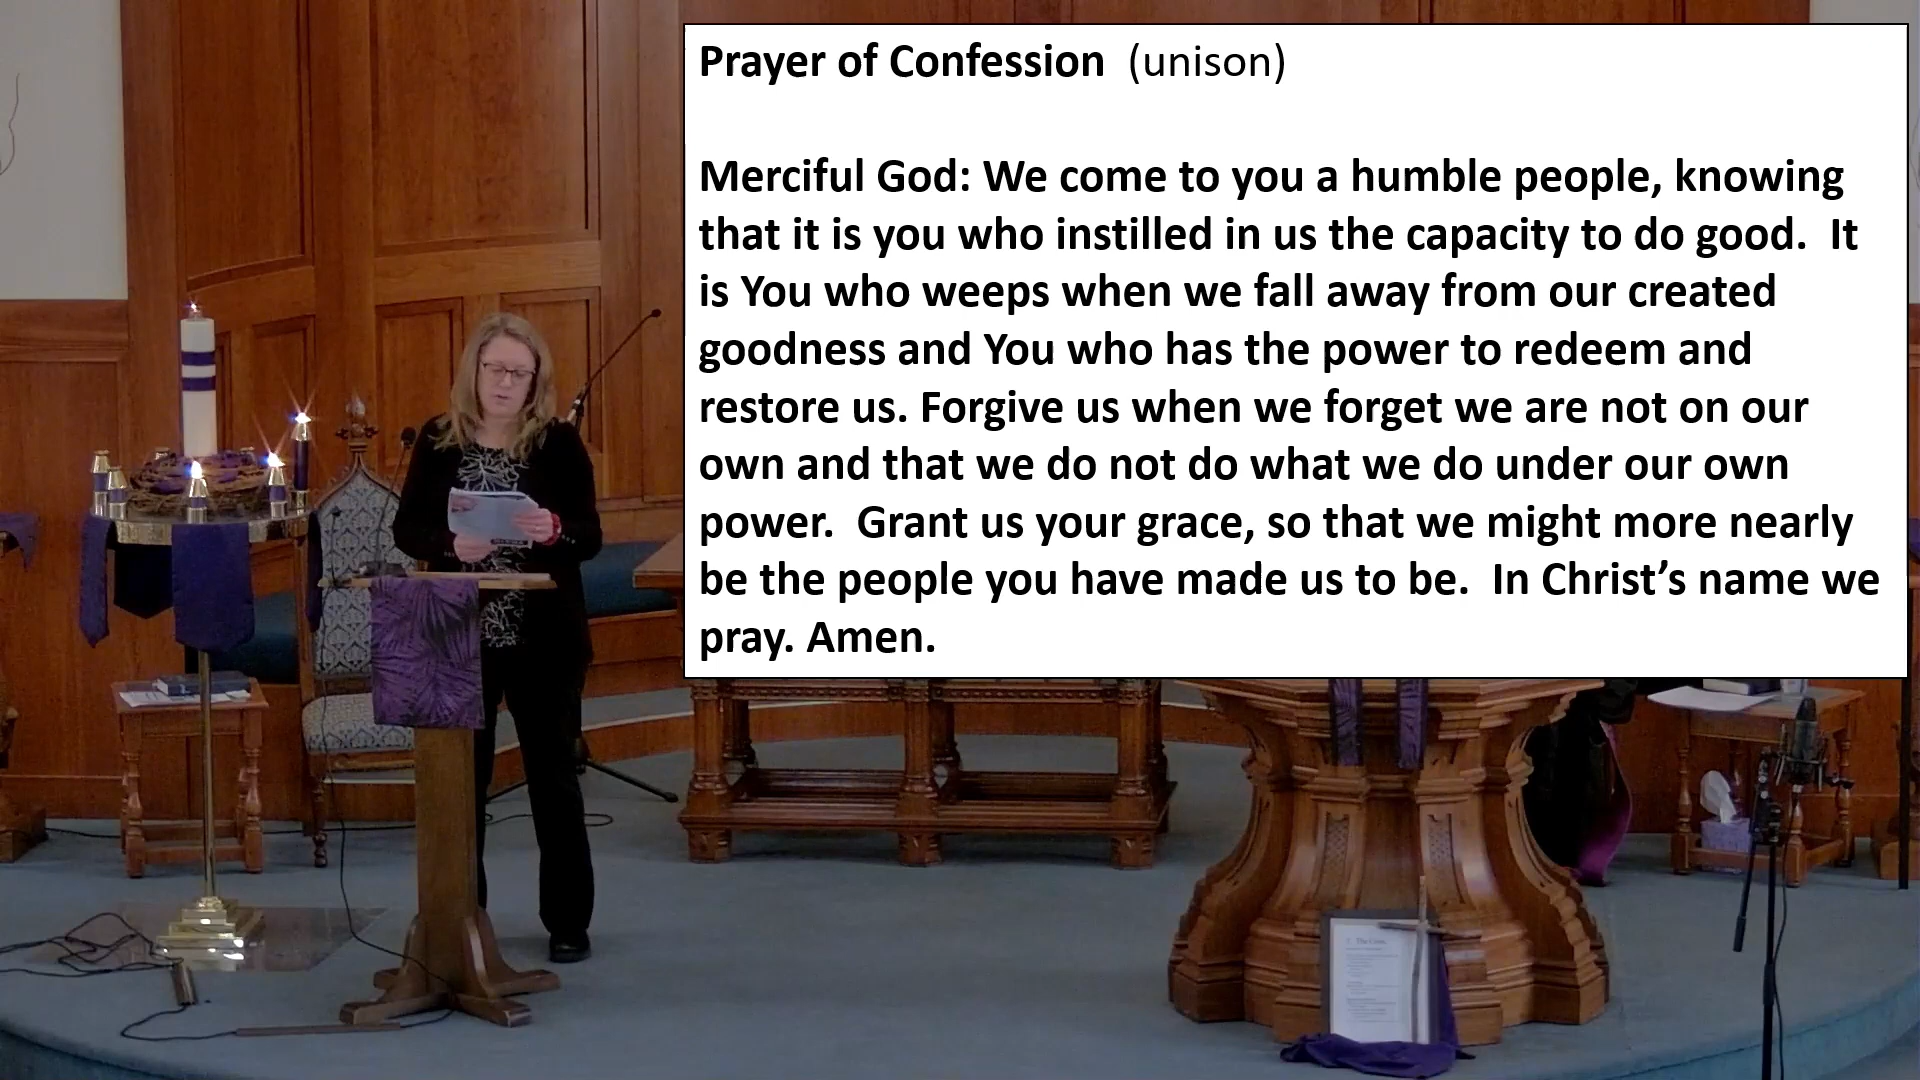 Prayer of Confession (unison)
Merciful God: We come to you a humble people, knowing
that it is you who instilled in us the capacity to do good. It
is You who weeps when we fall away from our created
goodness and You who has the power to redeem and
restore us. Forgive us when we forget we are not on our
own and that we do not do what we do under our own
power. Grant us your grace, so that we might more nearly
be the people you have made us to be. In Christ’s name we
pray. Amen.